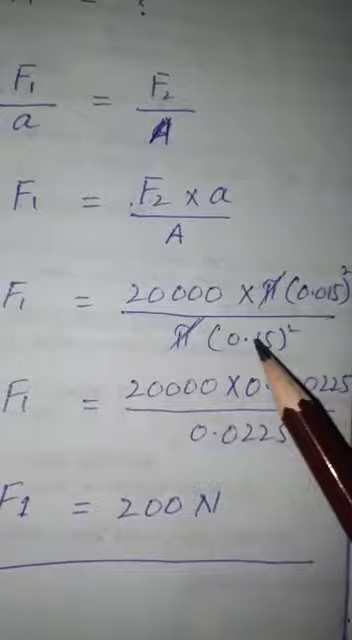 = ?
F₁/a = F₂/A
F₁ = F₂ × a / A
F₁ = 20000 × π (0.015)² / π (0.15)²
F₁ = 20000 × 0. 0225 / 0.0225
F1 = 200 N